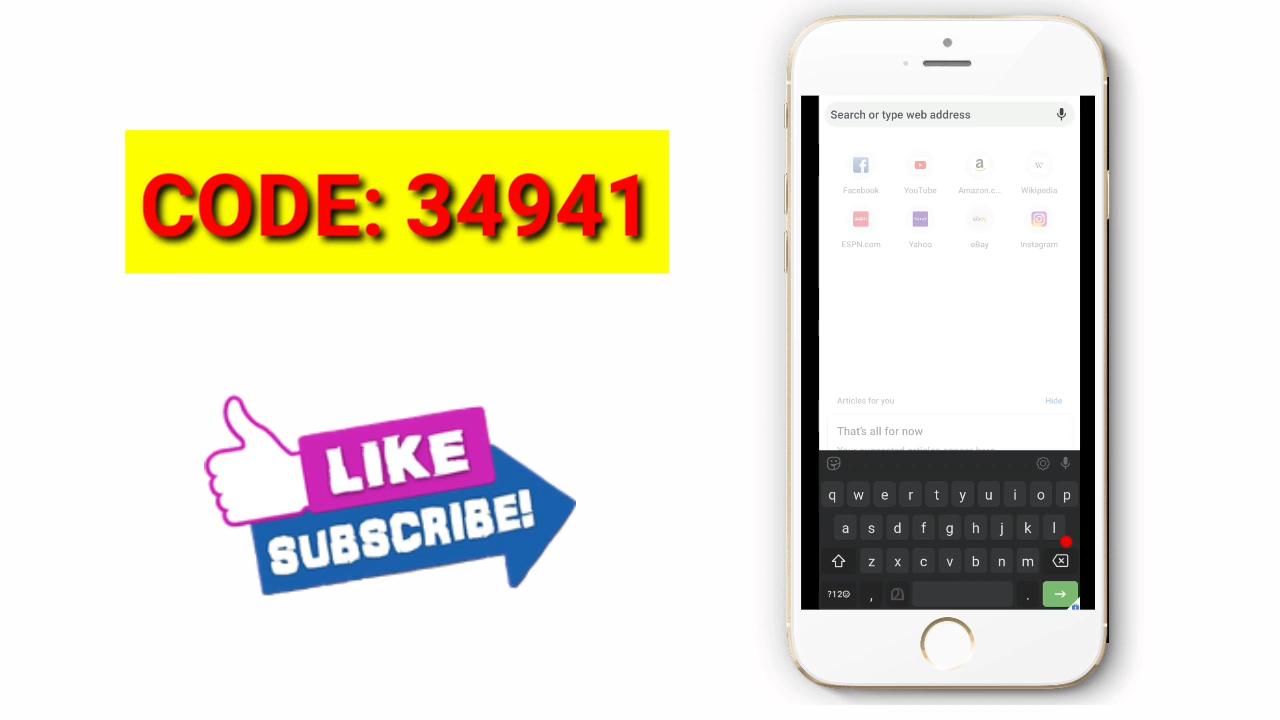 CODE: 34941
LIKE
SUBSCRIBE!
Search or type web address
Facebook YouTube Amazon.c... Wikipedia
ESPN.com Yahoo eBay Instagram
Articles for you Hide
That's all for now
q w e r t y u i o p
a s d f g h j k l
z x c v b n m
?12☺ , .